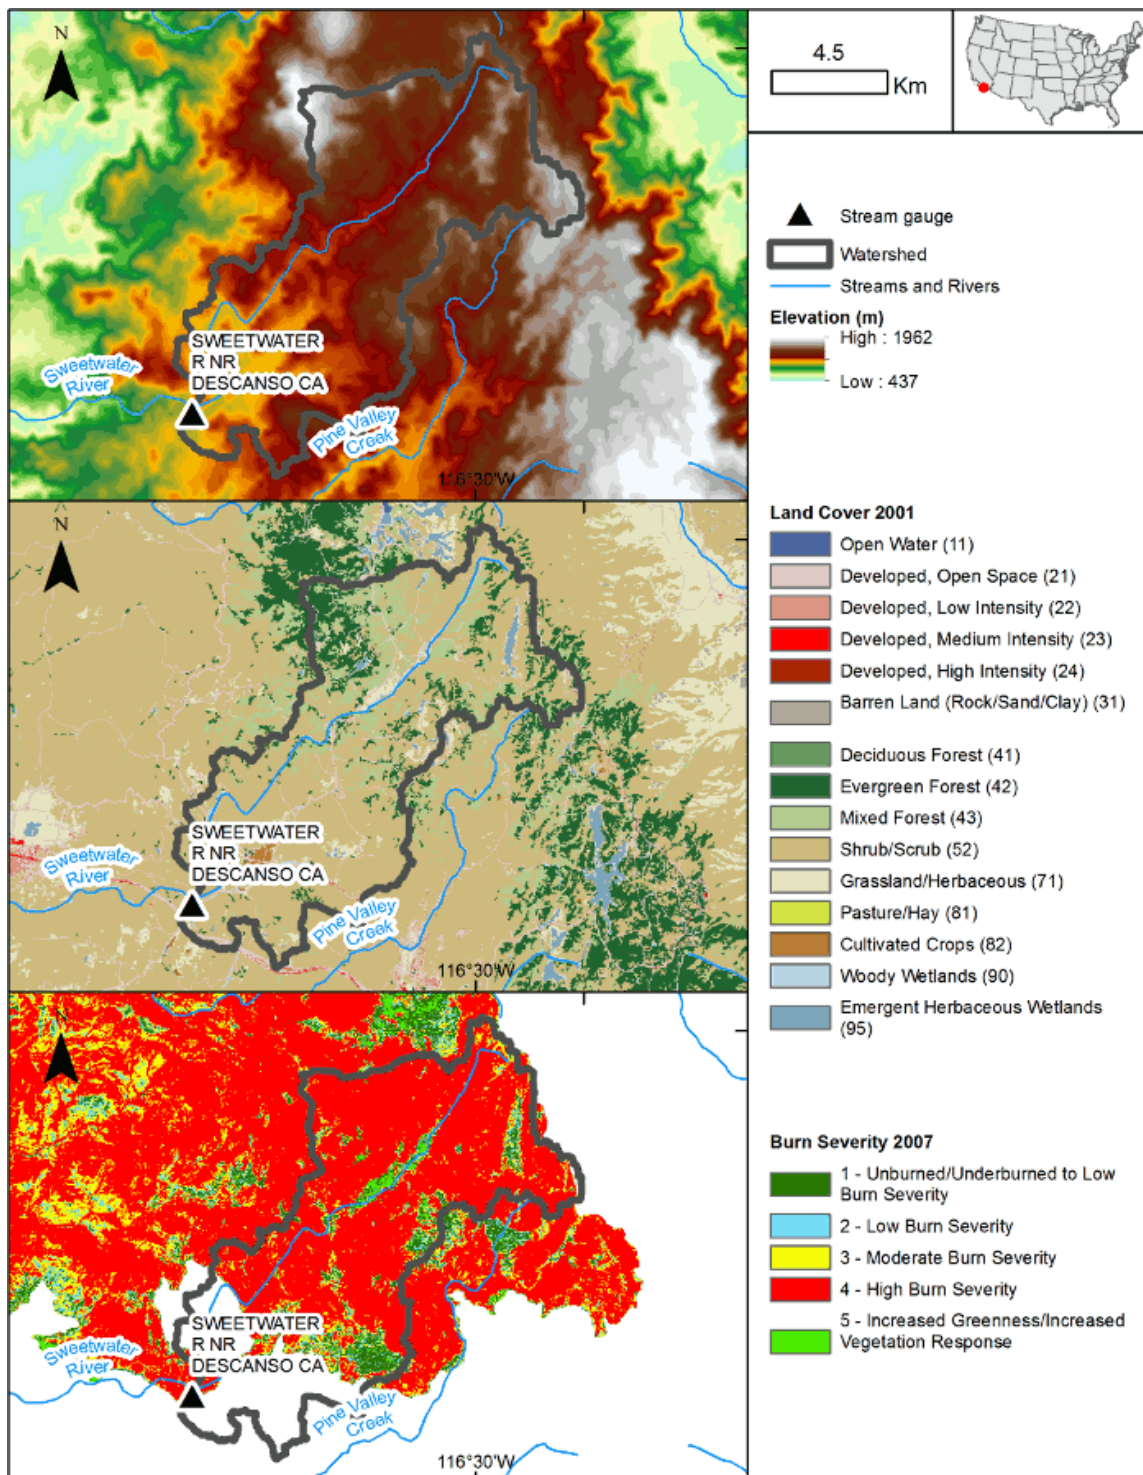 N
SWEETWATER
R NR
DESCANSO CA
Sweetwater
River
Pine Valley
Creek
116°30'W
N
SWEETWATER
R NR
DESCANSO CA
Sweetwater
River
Pine Valley
Creek
116°30'W
N
SWEETWATER
R NR
DESCANSO CA
Sweetwater
River
Pine Valley
Creek
116°30'W
4.5
Km
Stream gauge
Watershed
Streams and Rivers
Elevation (m)
High : 1962
Low : 437
Land Cover 2001
Open Water (11)
Developed, Open Space (21)
Developed, Low Intensity (22)
Developed, Medium Intensity (23)
Developed, High Intensity (24)
Barren Land (Rock/Sand/Clay) (31)
Deciduous Forest (41)
Evergreen Forest (42)
Mixed Forest (43)
Shrub/Scrub (52)
Grassland/Herbaceous (71)
Pasture/Hay (81)
Cultivated Crops (82)
Woody Wetlands (90)
Emergent Herbaceous Wetlands
(95)
Burn Severity 2007
1 - Unburned/Underburned to Low
Burn Severity
2 - Low Burn Severity
3 - Moderate Burn Severity
4 - High Burn Severity
5 - Increased Greenness/Increased
Vegetation Response